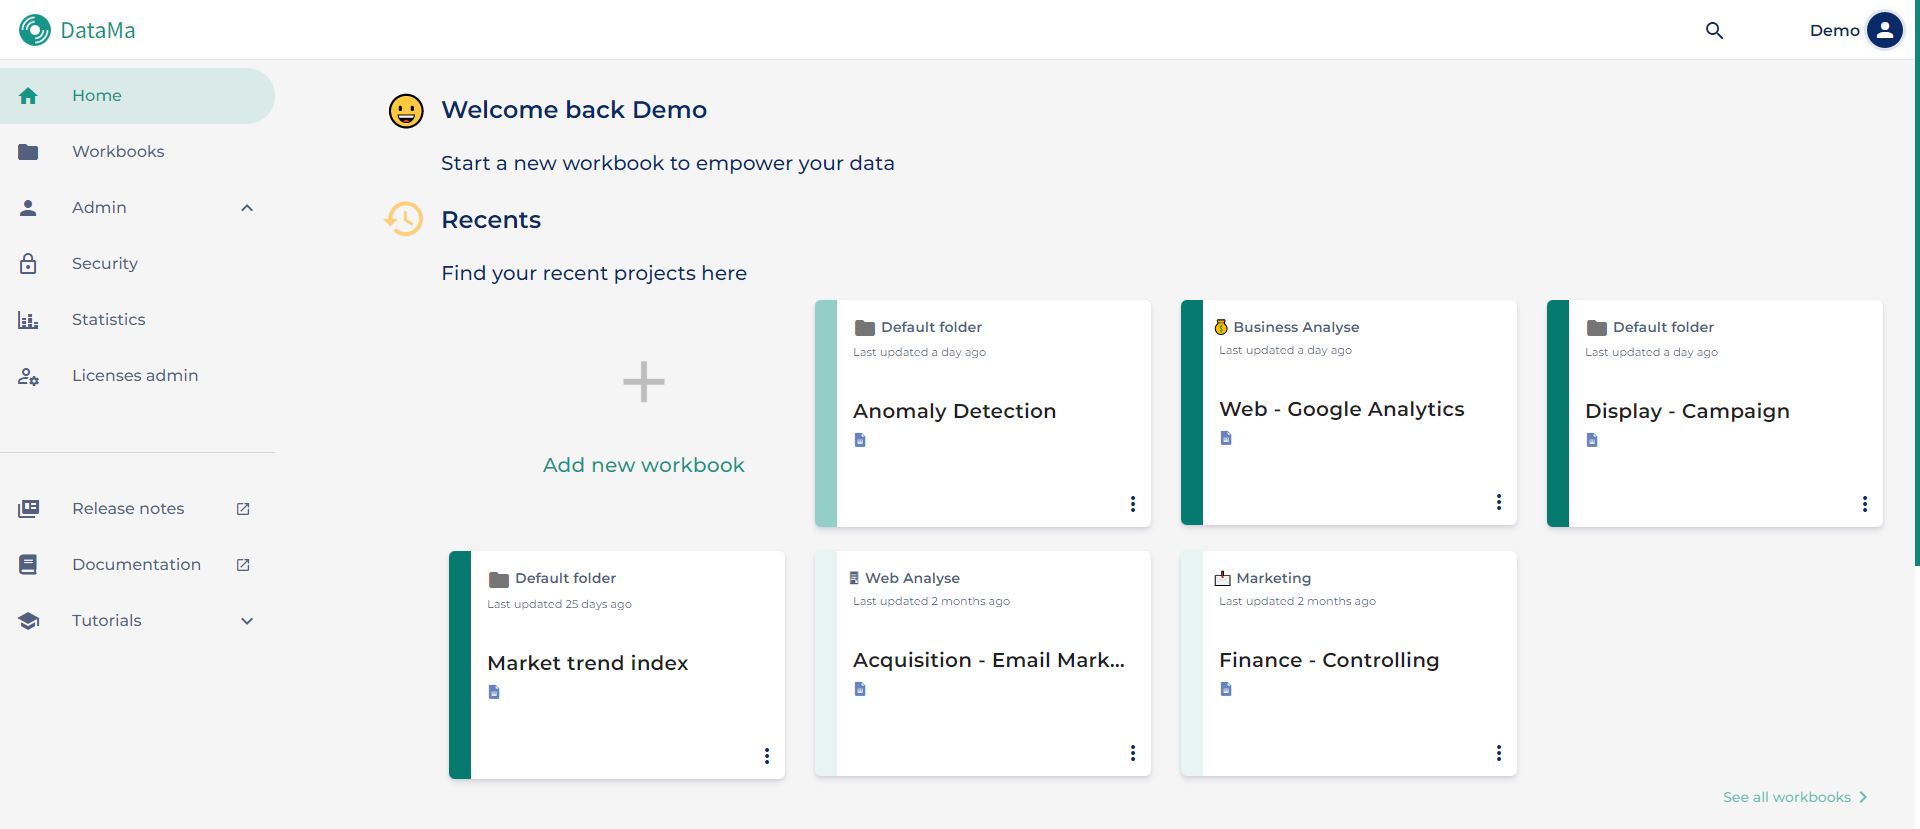 DataMa
Demo
Home
Workbooks
Admin
Security
Statistics
Licenses admin
Release notes
Documentation
Tutorials
Welcome back Demo
Start a new workbook to empower your data
Recents
Find your recent projects here
Add new workbook
Default folder
Last updated a day ago
Anomaly Detection
Business Analyse
Last updated a day ago
Web - Google Analytics
Default folder
Last updated a day ago
Display - Campaign
Default folder
Last updated 25 days ago
Market trend index
Web Analyse
Last updated 2 months ago
Acquisition - Email Mark...
Marketing
Last updated 2 months ago
Finance - Controlling
See all workbooks